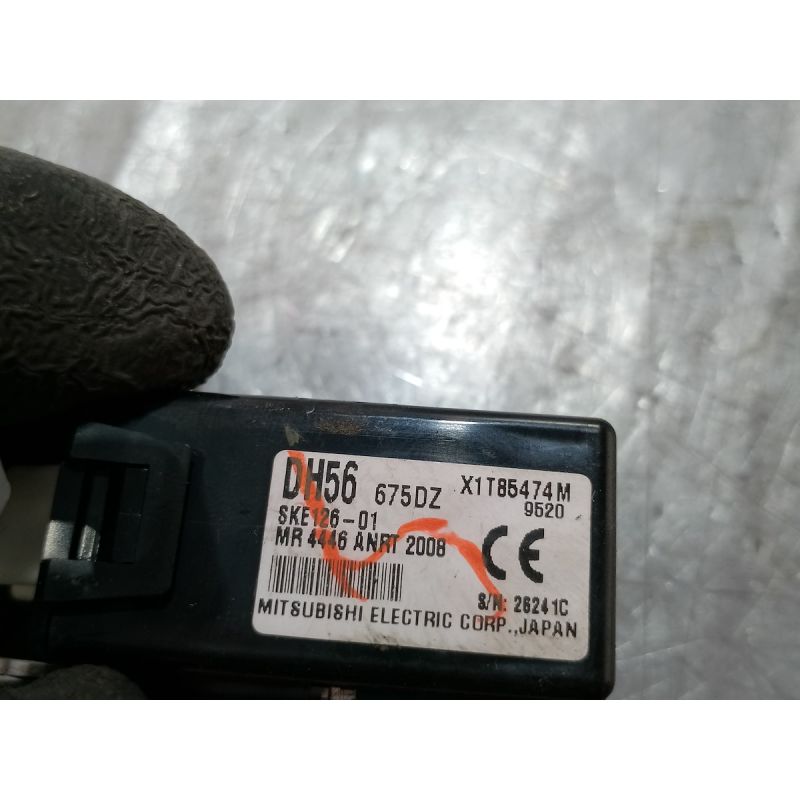 DH56 675DZ X1T85474M
SKE126-01 9520
MR 4446 ANRT 2008 CE
S/N: 26241C
MITSUBISHI ELECTRIC CORP.,JAPAN